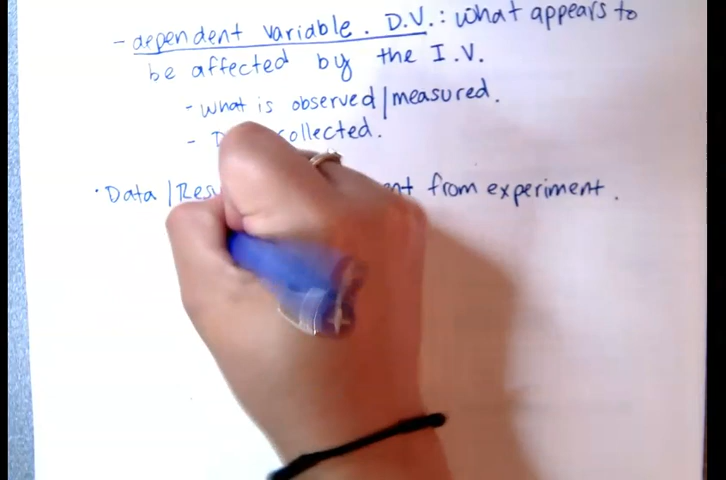 - dependent variable. D.V.: what appears to
be affected by the I.V.
- what is observed/measured.
- collected.
· Data / from experiment.